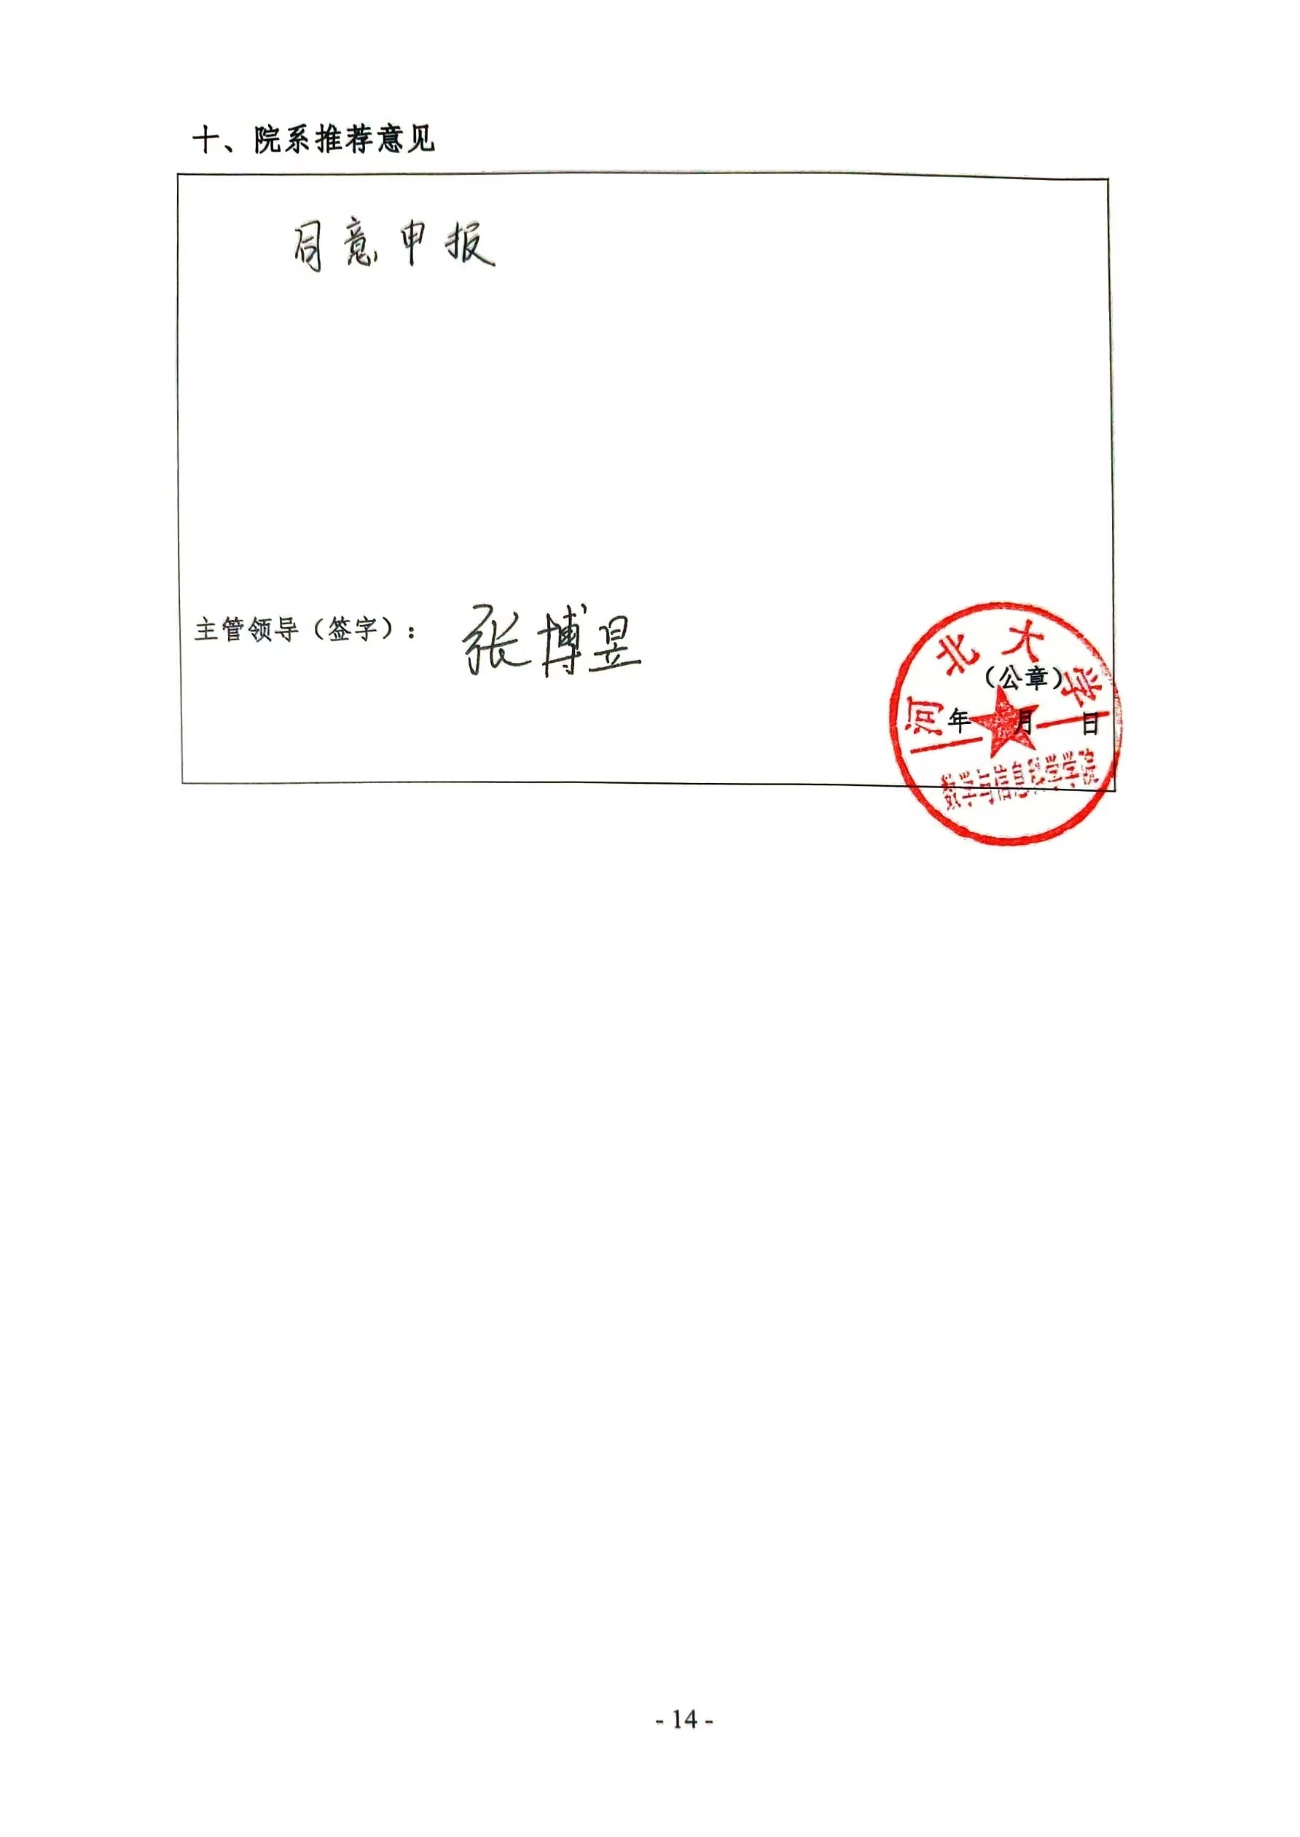 十、院系推荐意见
同意申报
主管领导（签字）： 张博昱
河北大学
（公章）
年 月 日
数学与信息科学学院
- 14 -